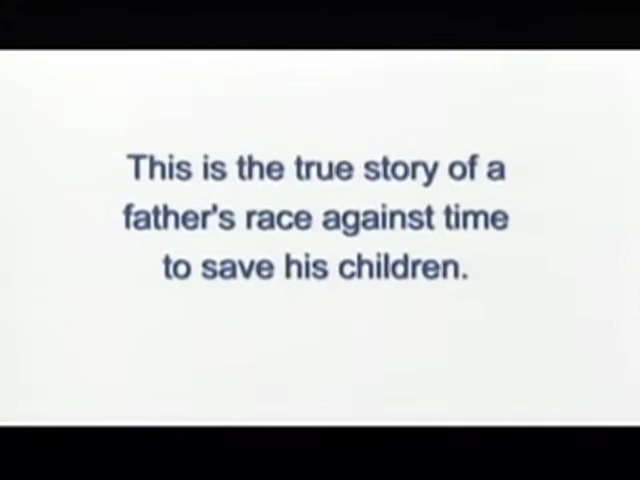 This is the true story of a
father's race against time
to save his children.